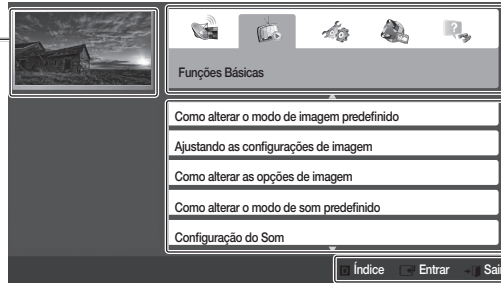 Funções Básicas
Como alterar o modo de imagem predefinido
Ajustando as configurações de imagem
Como alterar as opções de imagem
Como alterar o modo de som predefinido
Configuração do Som
Índice Entrar Sair